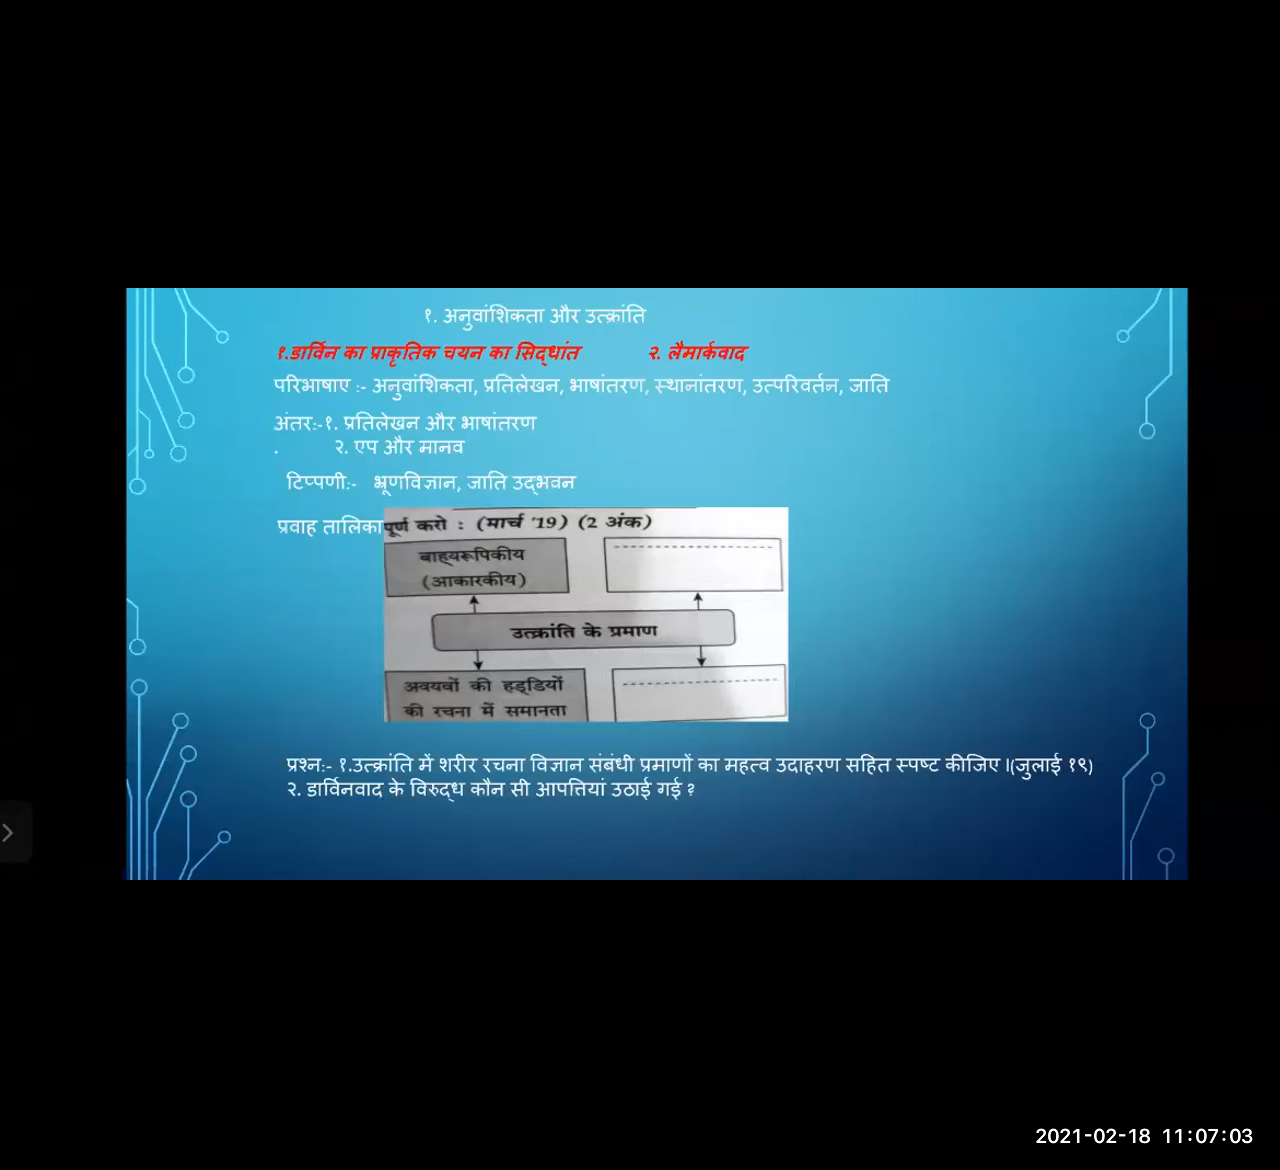 १. अनुवांशिकता और उत्क्रांति
१.डार्विन का प्राकृतिक चयन का सिद्धांत २. लैमार्कवाद
परिभाषाए :- अनुवांशिकता, प्रतिलेखन, भाषांतरण, स्थानांतरण, उत्परिवर्तन, जाति
अंतर:-१. प्रतिलेखन और भाषांतरण
. २. एप और मानव
टिप्पणी:- भ्रूणविज्ञान, जाति उद्भवन
प्रवाह तालिका पूर्ण करो : (मार्च '19) (2 अंक)
बाह्यरूपिकीय
(आकारकीय)
उत्क्रांति के प्रमाण
अवयवों की हड्डियों
की रचना में समानता
प्रश्न:- १.उत्क्रांति में शरीर रचना विज्ञान संबंधी प्रमाणों का महत्व उदाहरण सहित स्पष्ट कीजिए ।(जुलाई १९)
२. डार्विनवाद के विरुद्ध कौन सी आपत्तियां उठाई गई ?
2021-02-18 11:07:03